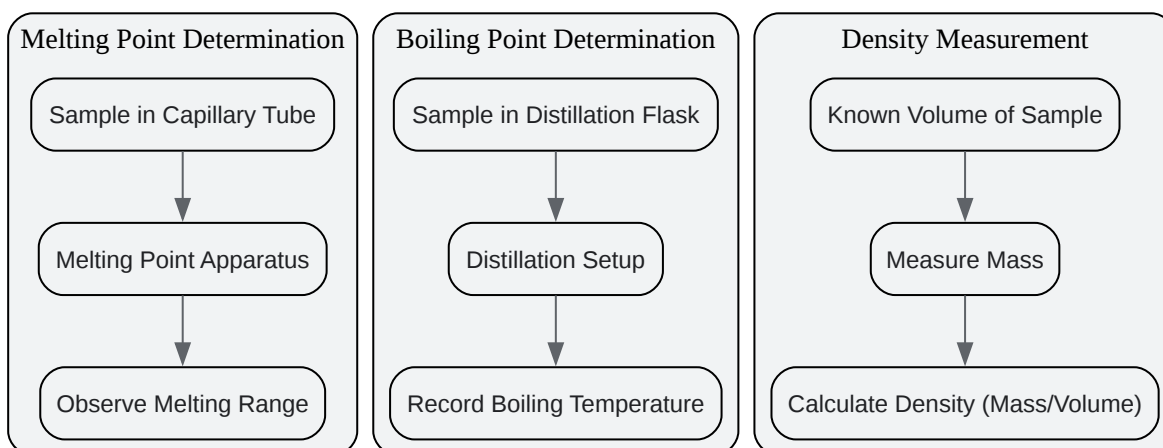 Melting Point Determination
Sample in Capillary Tube
Melting Point Apparatus
Observe Melting Range
Boiling Point Determination
Sample in Distillation Flask
Distillation Setup
Record Boiling Temperature
Density Measurement
Known Volume of Sample
Measure Mass
Calculate Density (Mass/Volume)